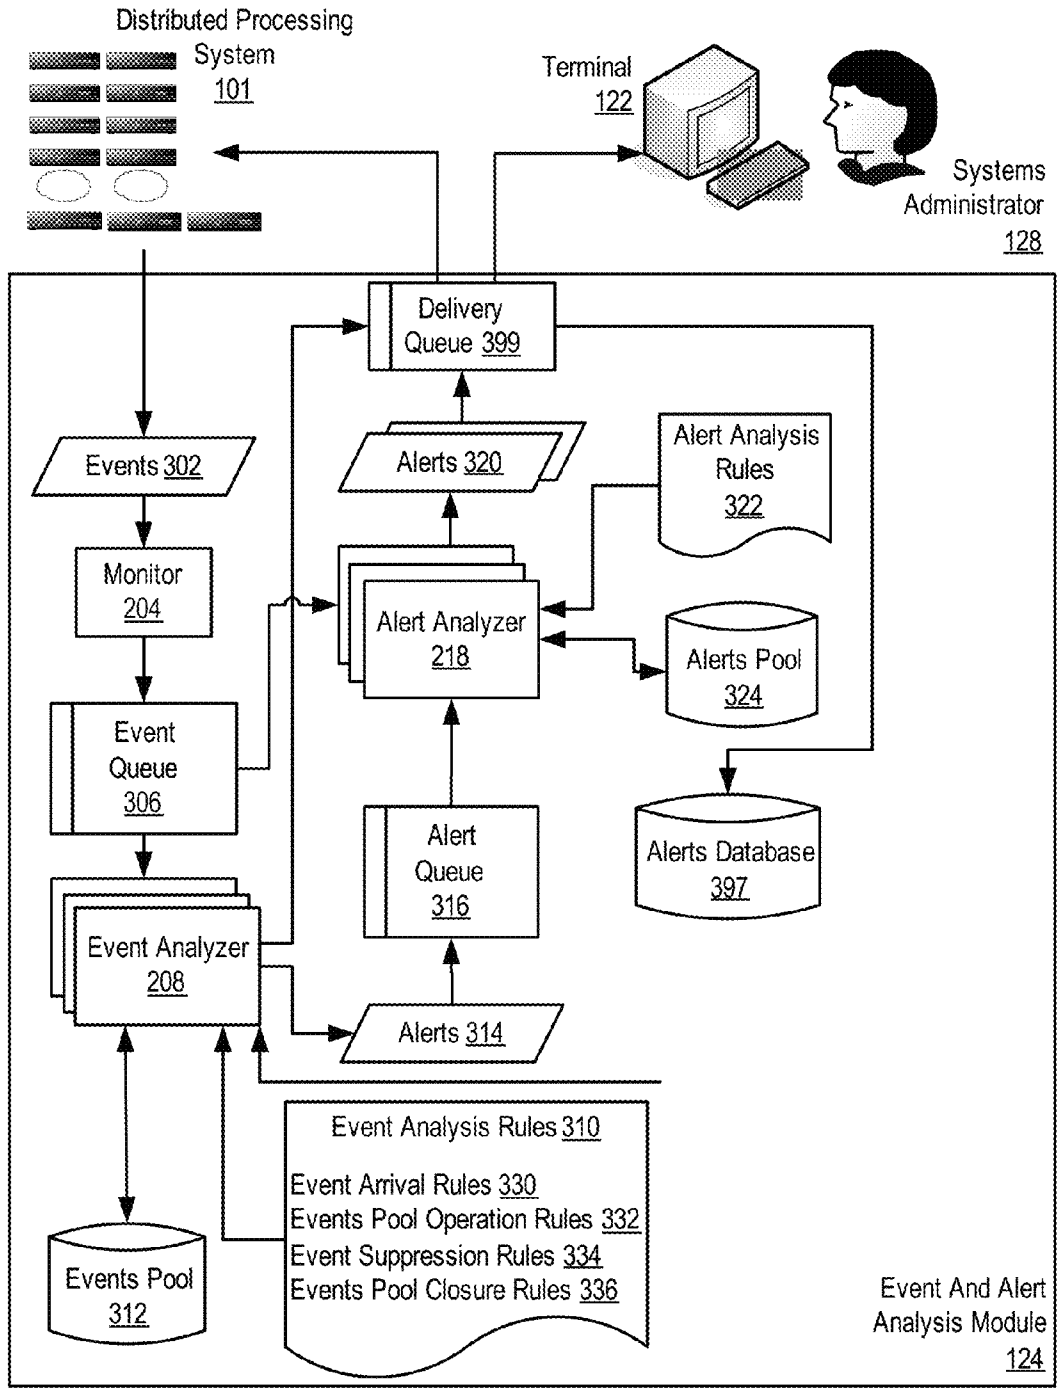 Distributed Processing
System
101
Terminal
122
Systems
Administrator
128
Delivery
Queue 399
Events 302
Alerts 320
Alert Analysis
Rules
322
Monitor
204
Alert Analyzer
218
Alerts Pool
324
Event
Queue
306
Alert
Queue
316
Alerts Database
397
Event Analyzer
208
Alerts 314
Event Analysis Rules 310
Event Arrival Rules 330
Events Pool Operation Rules 332
Event Suppression Rules 334
Events Pool Closure Rules 336
Events Pool
312
Event And Alert
Analysis Module
124